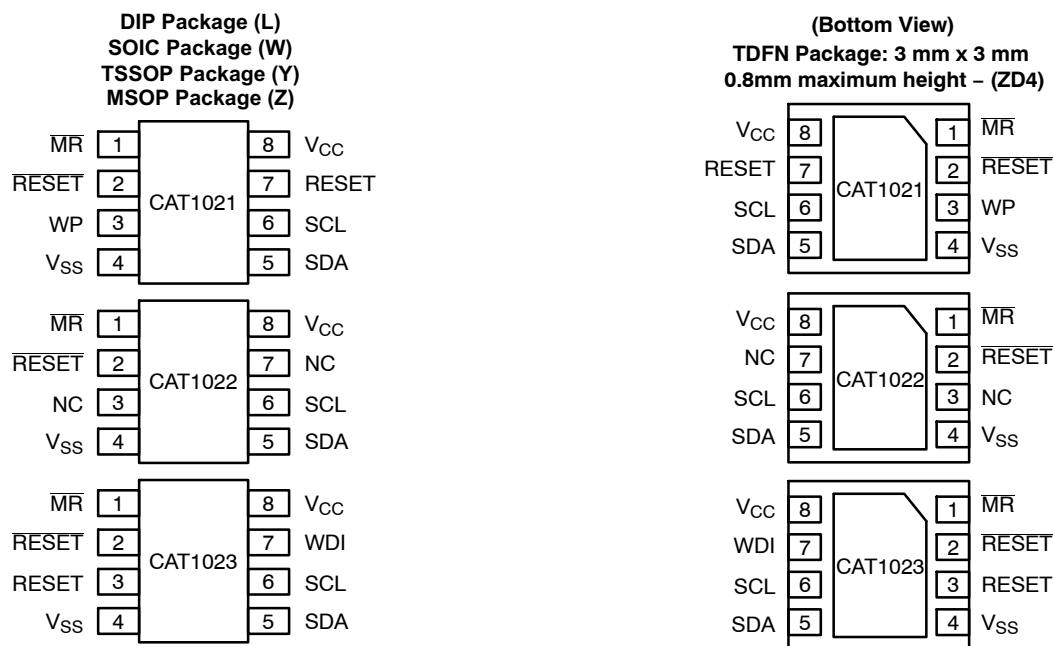 DIP Package (L)
SOIC Package (W)
TSSOP Package (Y)
MSOP Package (Z)
MR 1 8 VCC
RESET 2 7 RESET
CAT1021
WP 3 6 SCL
VSS 4 5 SDA
MR 1 8 VCC
RESET 2 7 NC
CAT1022
NC 3 6 SCL
VSS 4 5 SDA
MR 1 8 VCC
RESET 2 7 WDI
CAT1023
RESET 3 6 SCL
VSS 4 5 SDA
(Bottom View)
TDFN Package: 3 mm x 3 mm
0.8mm maximum height – (ZD4)
VCC 8 1 MR
RESET 7 2 RESET
CAT1021
SCL 6 3 WP
SDA 5 4 VSS
VCC 8 1 MR
NC 7 2 RESET
CAT1022
SCL 6 3 NC
SDA 5 4 VSS
VCC 8 1 MR
WDI 7 2 RESET
CAT1023
SCL 6 3 RESET
SDA 5 4 VSS